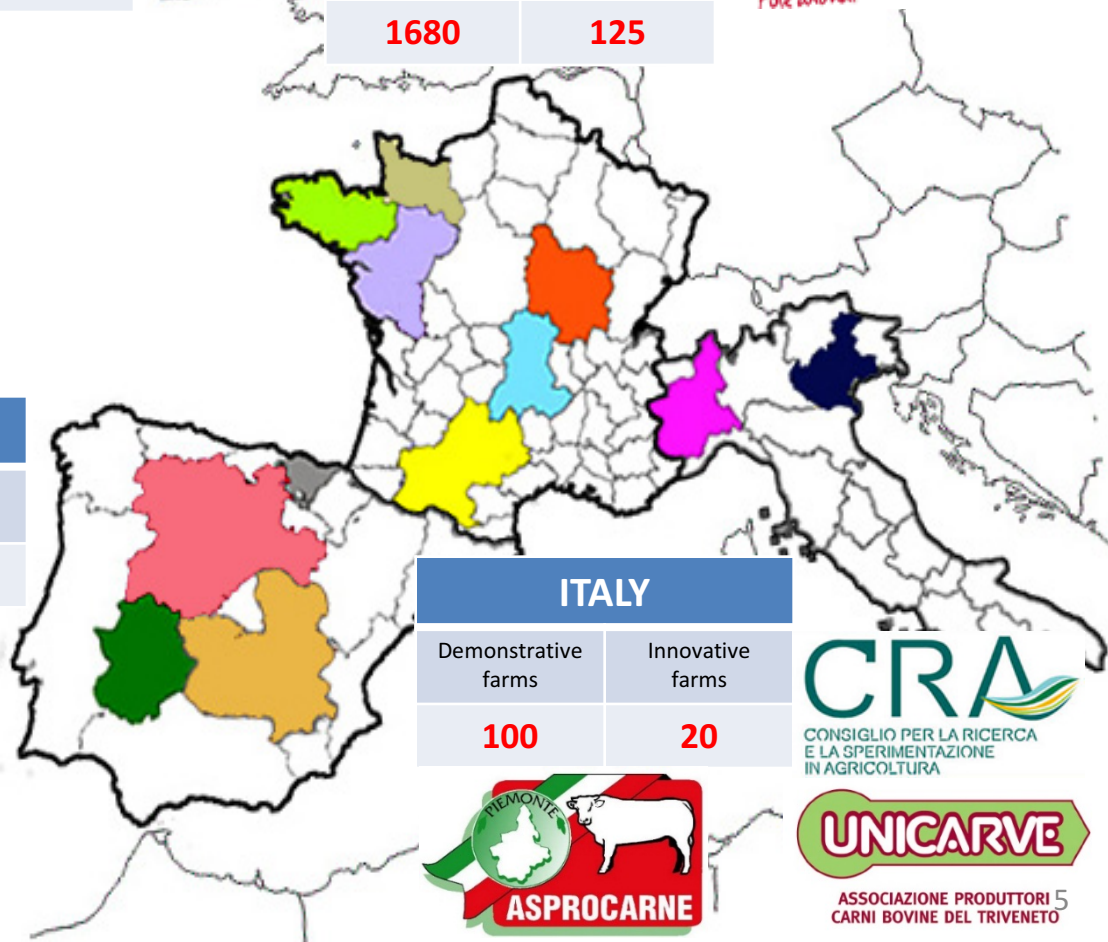 1680 125
ITALY
Demonstrative farms
Innovative farms
100 20
CRA
CONSIGLIO PER LA RICERCA
E LA SPERIMENTAZIONE
IN AGRICOLTURA
PIEMONTE
ASPROCARNE
UNICARVE
ASSOCIAZIONE PRODUTTORI
CARNI BOVINE DEL TRIVENETO
5